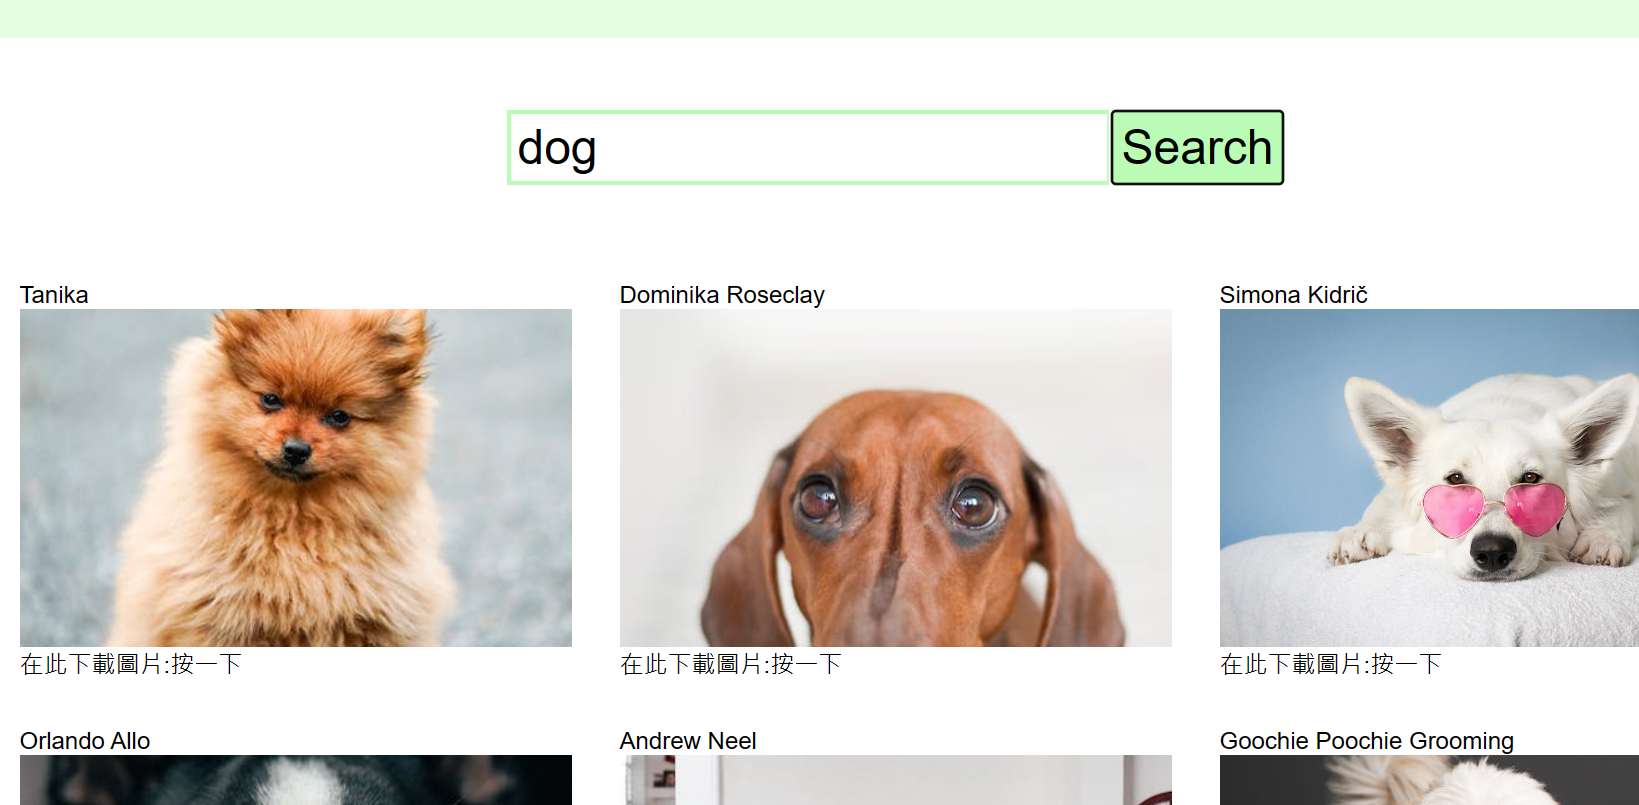 dog
Search
Tanika
Dominika Roseclay
Simona Kidrič
在此下載圖片:按一下
在此下載圖片:按一下
在此下載圖片:按一下
Orlando Allo
Andrew Neel
Goochie Poochie Grooming